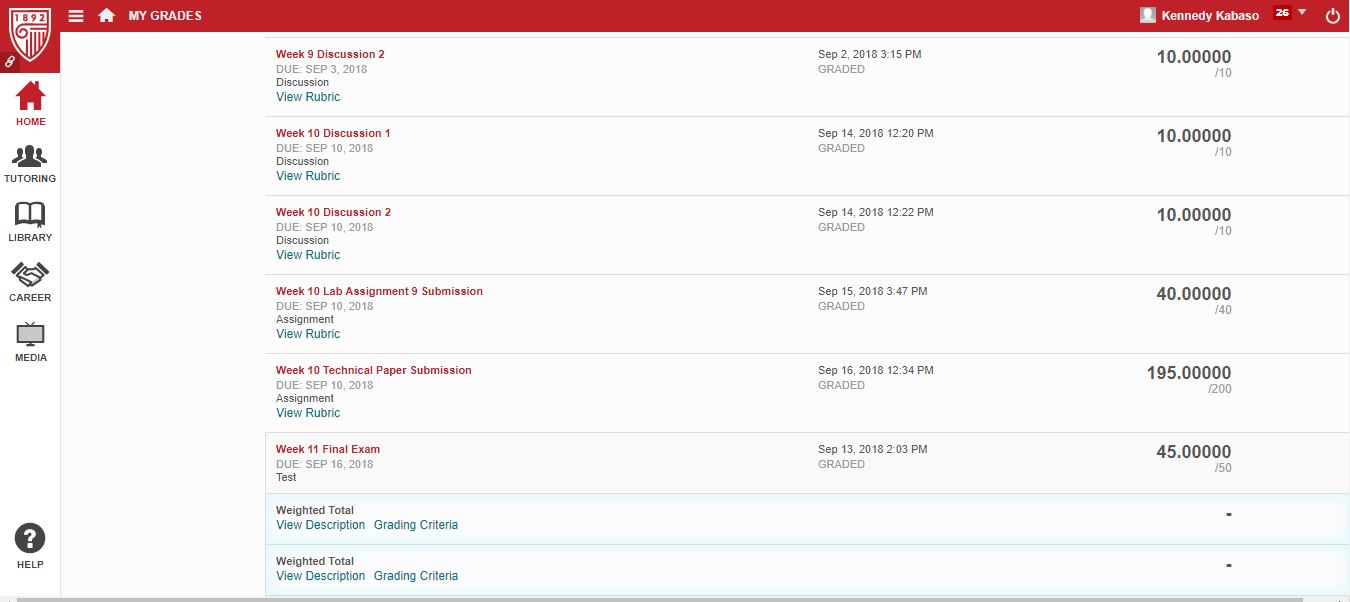 1892
MY GRADES
Kennedy Kabaso
26
HOME
TUTORING
LIBRARY
CAREER
MEDIA
HELP
Week 9 Discussion 2
Sep 2, 2018 3:15 PM
10.00000
DUE: SEP 3, 2018
GRADED
/10
Discussion
View Rubric
Week 10 Discussion 1
Sep 14, 2018 12:20 PM
10.00000
DUE: SEP 10, 2018
GRADED
/10
Discussion
View Rubric
Week 10 Discussion 2
Sep 14, 2018 12:22 PM
10.00000
DUE: SEP 10, 2018
GRADED
/10
Discussion
View Rubric
Week 10 Lab Assignment 9 Submission
Sep 15, 2018 3:47 PM
40.00000
DUE: SEP 10, 2018
GRADED
/40
Assignment
View Rubric
Week 10 Technical Paper Submission
Sep 16, 2018 12:34 PM
195.00000
DUE: SEP 10, 2018
GRADED
/200
Assignment
View Rubric
Week 11 Final Exam
Sep 13, 2018 2:03 PM
45.00000
DUE: SEP 16, 2018
GRADED
/50
Test
Weighted Total
-
View Description Grading Criteria
Weighted Total
-
View Description Grading Criteria